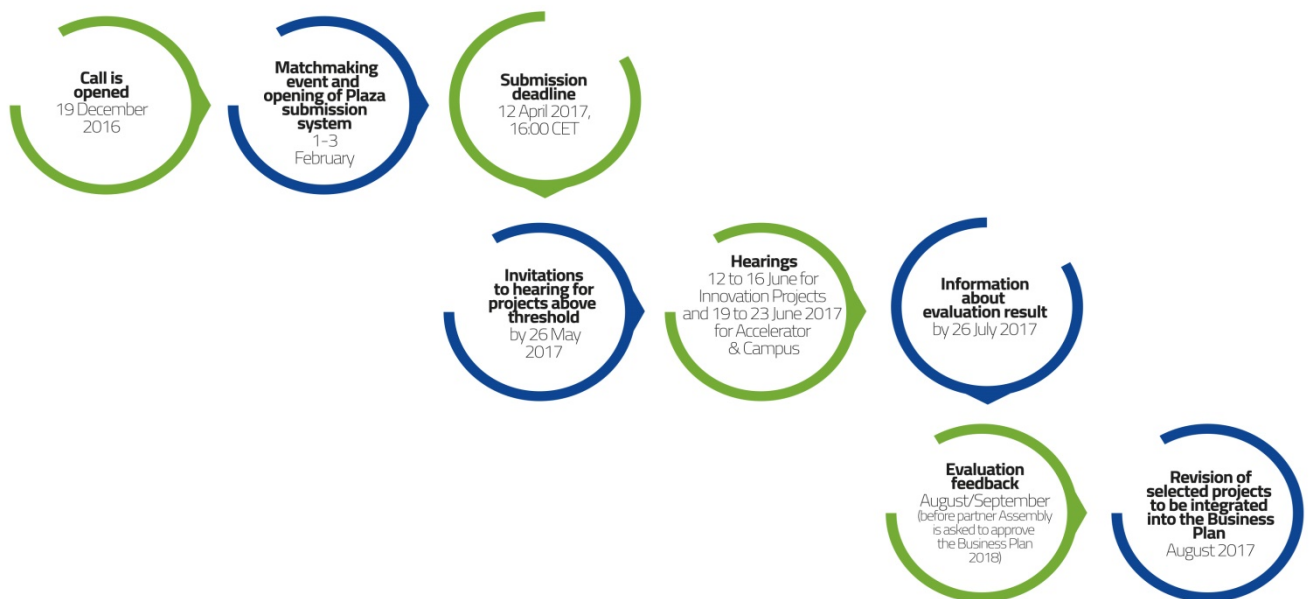 Call is
opened
19 December
2016
Matchmaking
event and
opening of Plaza
submission
system
1-3
February
Submission
deadline
12 April 2017,
16:00 CET
Invitations
to hearing for
projects above
threshold
by 26 May
2017
Hearings
12 to 16 June for
Innovation Projects
and 19 to 23 June 2017
for Accelerator
& Campus
Information
about
evaluation result
by 26 July 2017
Evaluation
feedback
August/September
(before partner Assembly
is asked to approve
the Business Plan
2018)
Revision of
selected projects
to be integrated
into the Business
Plan
August 2017